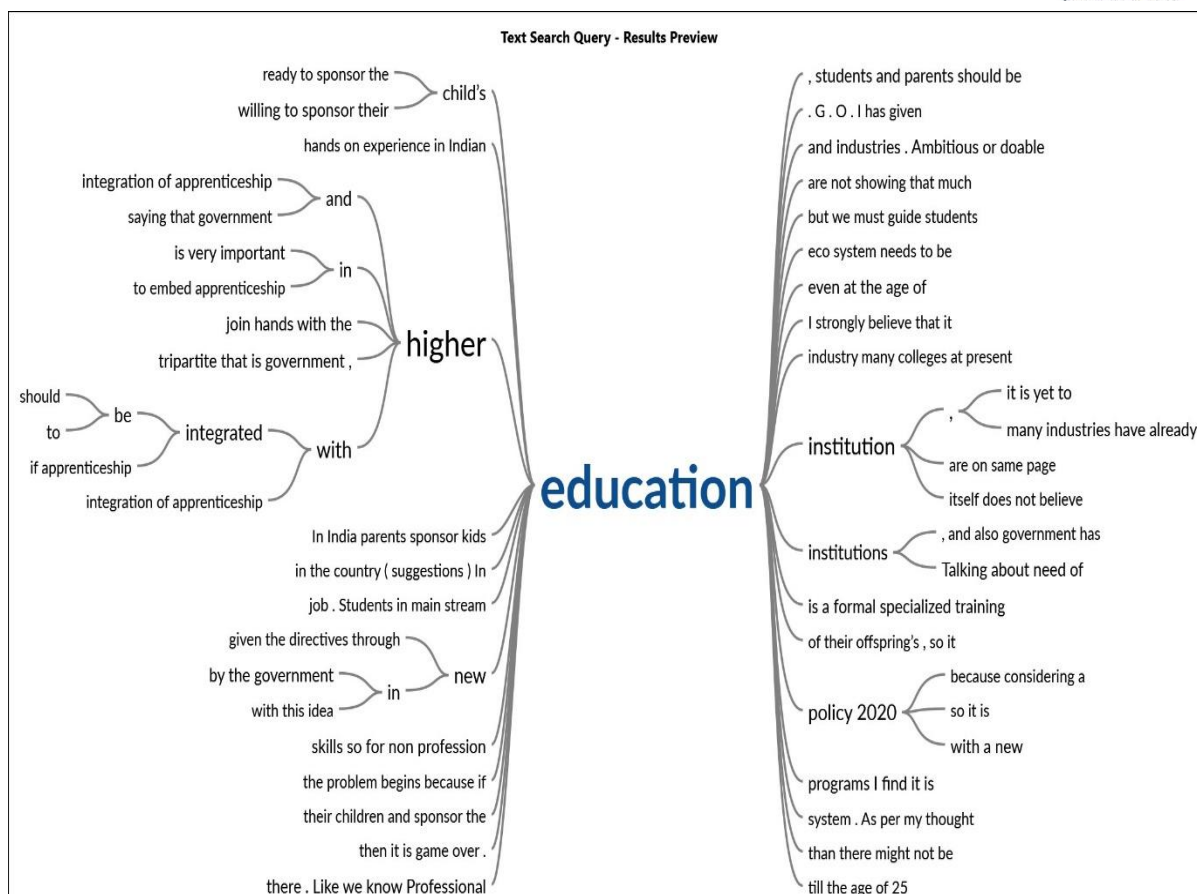 Text Search Query - Results Preview
ready to sponsor the
willing to sponsor their
child's
hands on experience in Indian
integration of apprenticeship
saying that government
and
is very important
to embed apprenticeship
in
join hands with the
tripartite that is government ,
higher
should
to
be
if apprenticeship
integrated
integration of apprenticeship
with
In India parents sponsor kids
in the country ( suggestions ) In
job . Students in main stream
given the directives through
by the government
with this idea
in
new
skills so for non profession
the problem begins because if
their children and sponsor the
then it is game over .
there . Like we know Professional
education
, students and parents should be
. G . O . I has given
and industries . Ambitious or doable
are not showing that much
but we must guide students
eco system needs to be
even at the age of
I strongly believe that it
industry many colleges at present
institution
,
it is yet to
many industries have already
are on same page
itself does not believe
institutions
, and also government has
Talking about need of
is a formal specialized training
of their offspring's , so it
policy 2020
because considering a
so it is
with a new
programs I find it is
system . As per my thought
than there might not be
till the age of 25